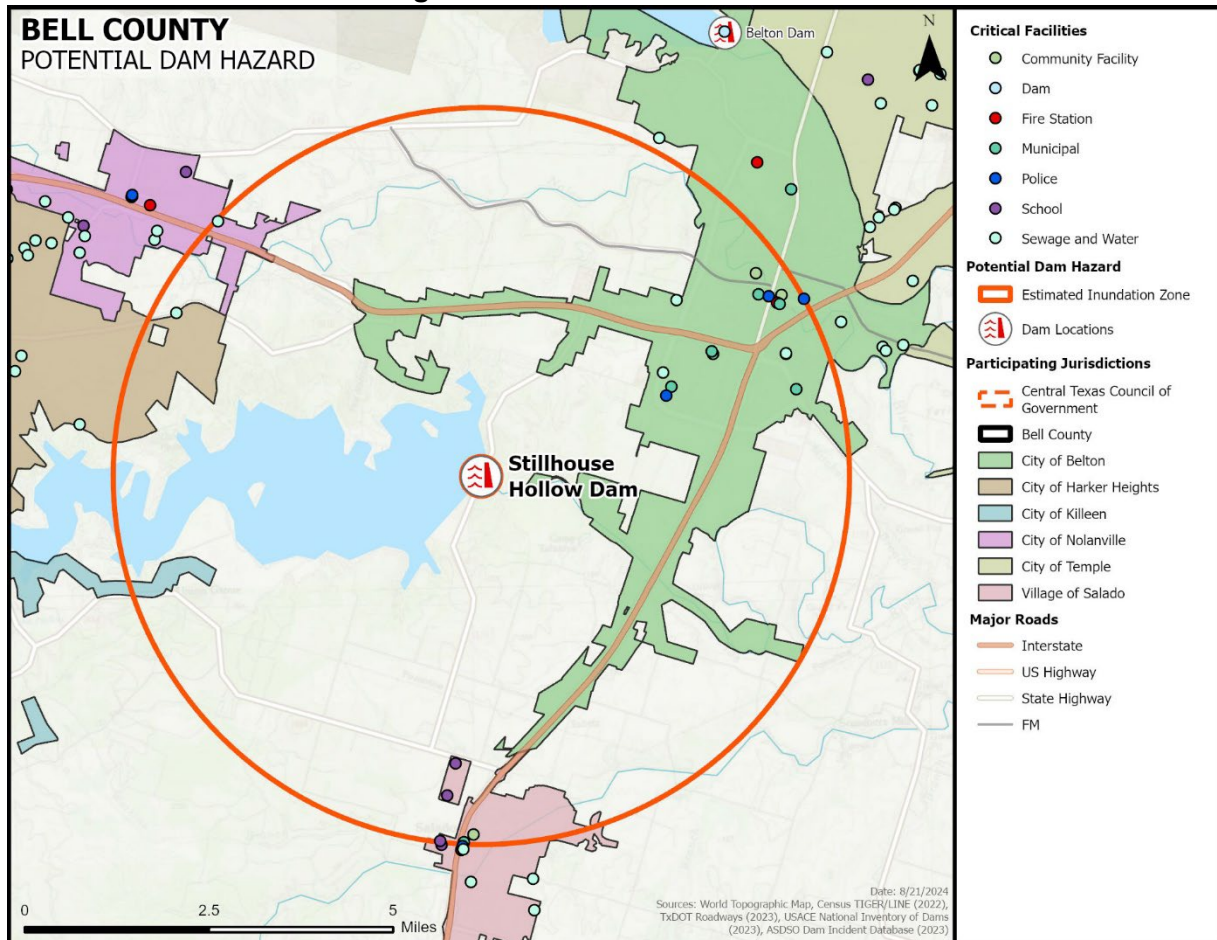 BELL COUNTY
POTENTIAL DAM HAZARD
Belton Dam
N
Stillhouse
Hollow Dam
0
2.5
5
Miles
Date: 8/21/2024
Sources: World Topographic Map, Census TIGER/LINE (2022),
TxDOT Roadways (2023), USACE National Inventory of Dams
(2023), ASDSO Dam Incident Database (2023)
Critical Facilities
Community Facility
Dam
Fire Station
Municipal
Police
School
Sewage and Water
Potential Dam Hazard
Estimated Inundation Zone
Dam Locations
Participating Jurisdictions
Central Texas Council of
Government
Bell County
City of Belton
City of Harker Heights
City of Killeen
City of Nolanville
City of Temple
Village of Salado
Major Roads
Interstate
US Highway
State Highway
FM